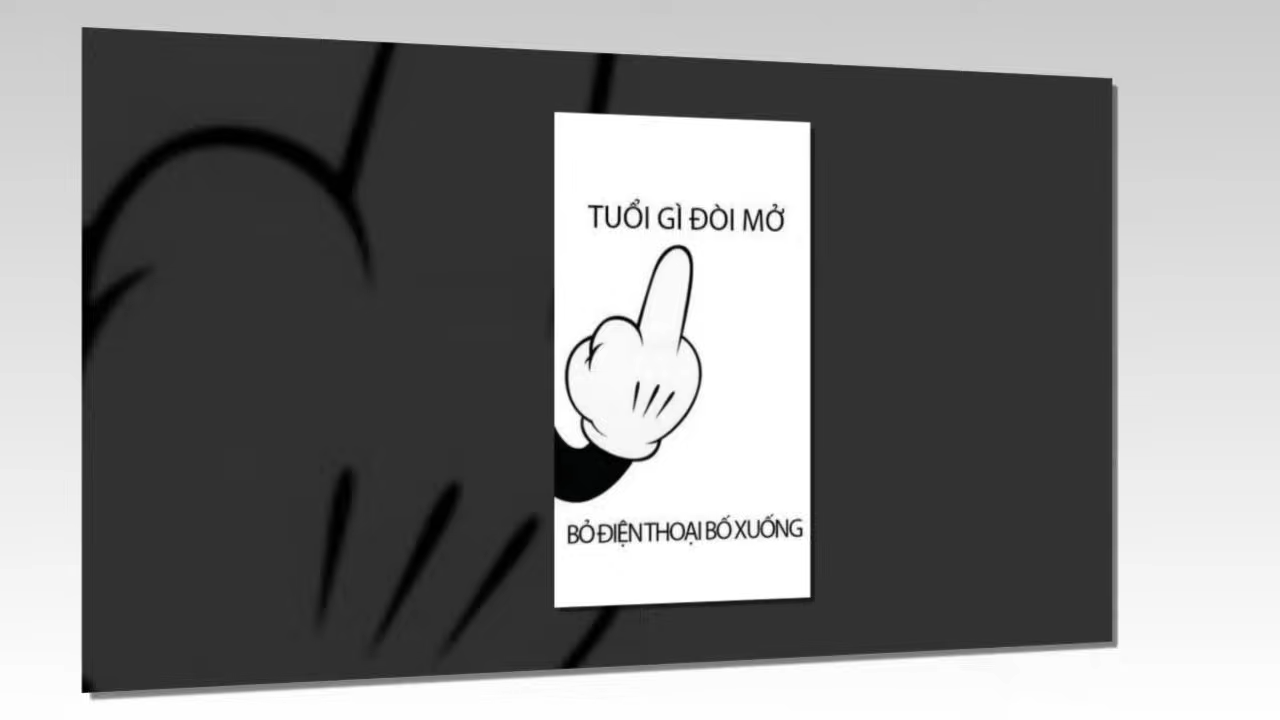 TUỔI GÌ ĐÒI MỞ
BỎ ĐIỆN THOẠI BỐ XUỐNG